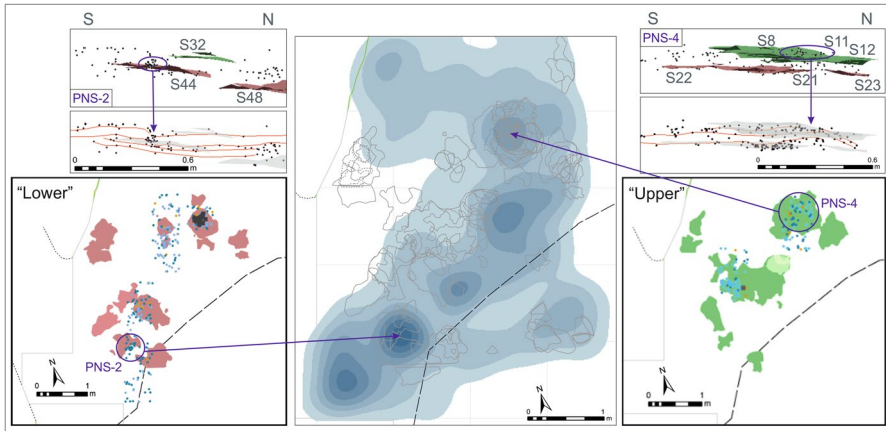 S N
S32
S44
S48
PNS-2
0 0.6
m
S N
PNS-4
S8 S11
S12
S22 S21
S23
0 0.6
m
"Lower"
PNS-2
N
0 1
m
N
0 1
m
"Upper"
PNS-4
N
0 1
m